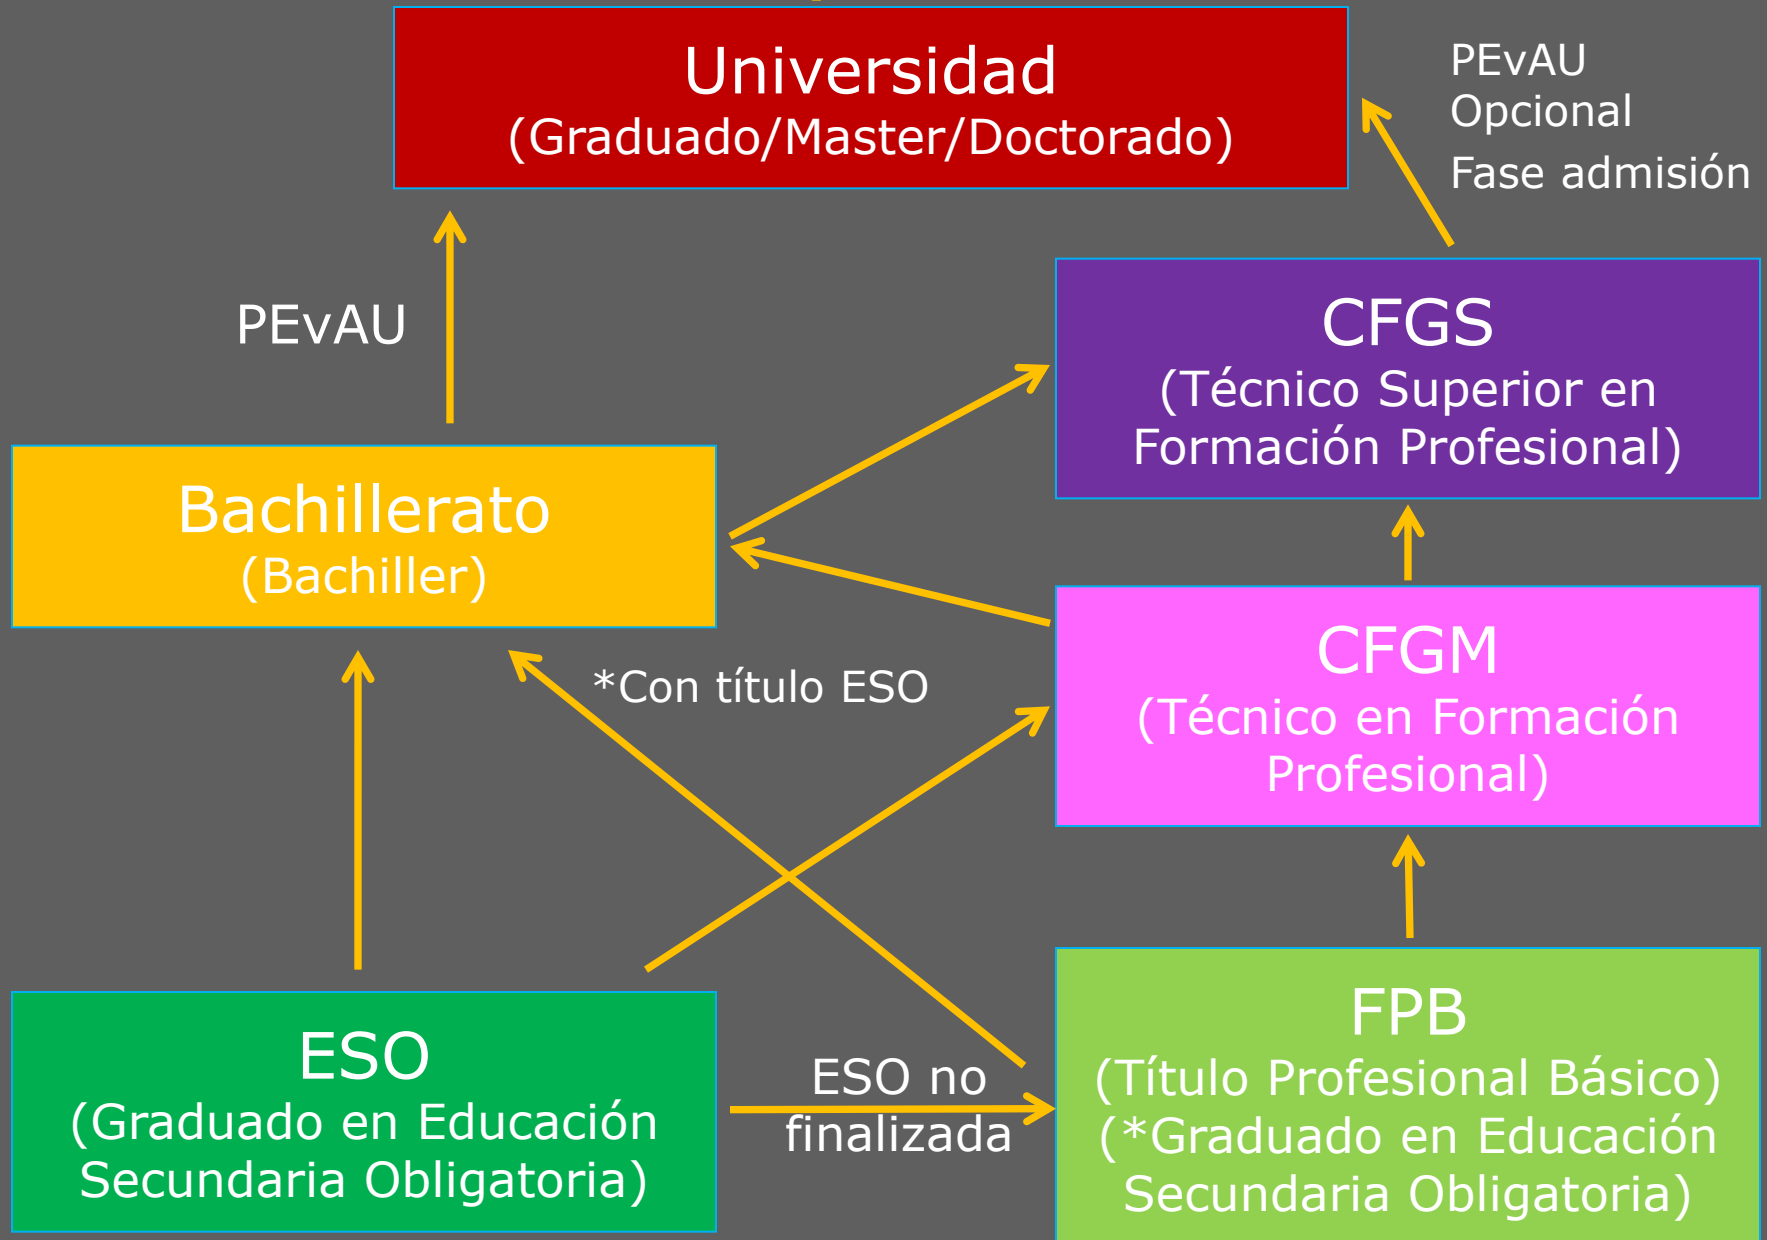 Universidad
(Graduado/Master/Doctorado)
PEvAU
Opcional
Fase admisión
PEvAU
CFGS
(Técnico Superior en
Formación Profesional)
Bachillerato
(Bachiller)
*Con título ESO
CFGM
(Técnico en Formación
Profesional)
ESO
(Graduado en Educación
Secundaria Obligatoria)
ESO no
finalizada
FPB
(Título Profesional Básico)
(*Graduado en Educación
Secundaria Obligatoria)